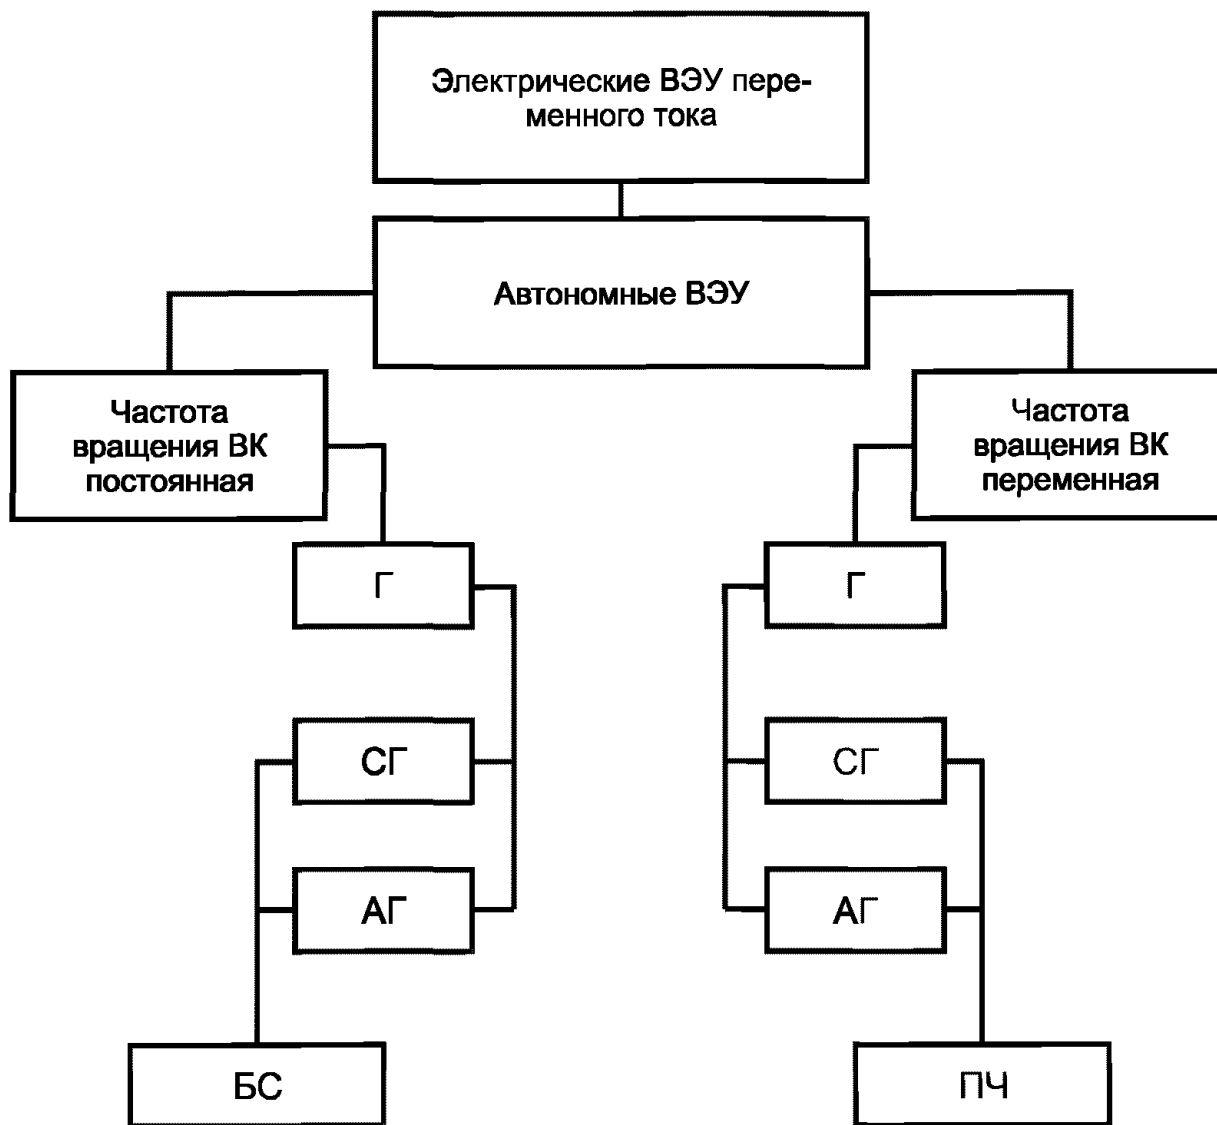 Электрические ВЭУ пере-
менного тока
Автономные ВЭУ
Частота
вращения ВК
постоянная
Частота
вращения ВК
переменная
Г
Г
СГ
СГ
АГ
АГ
БС
ПЧ